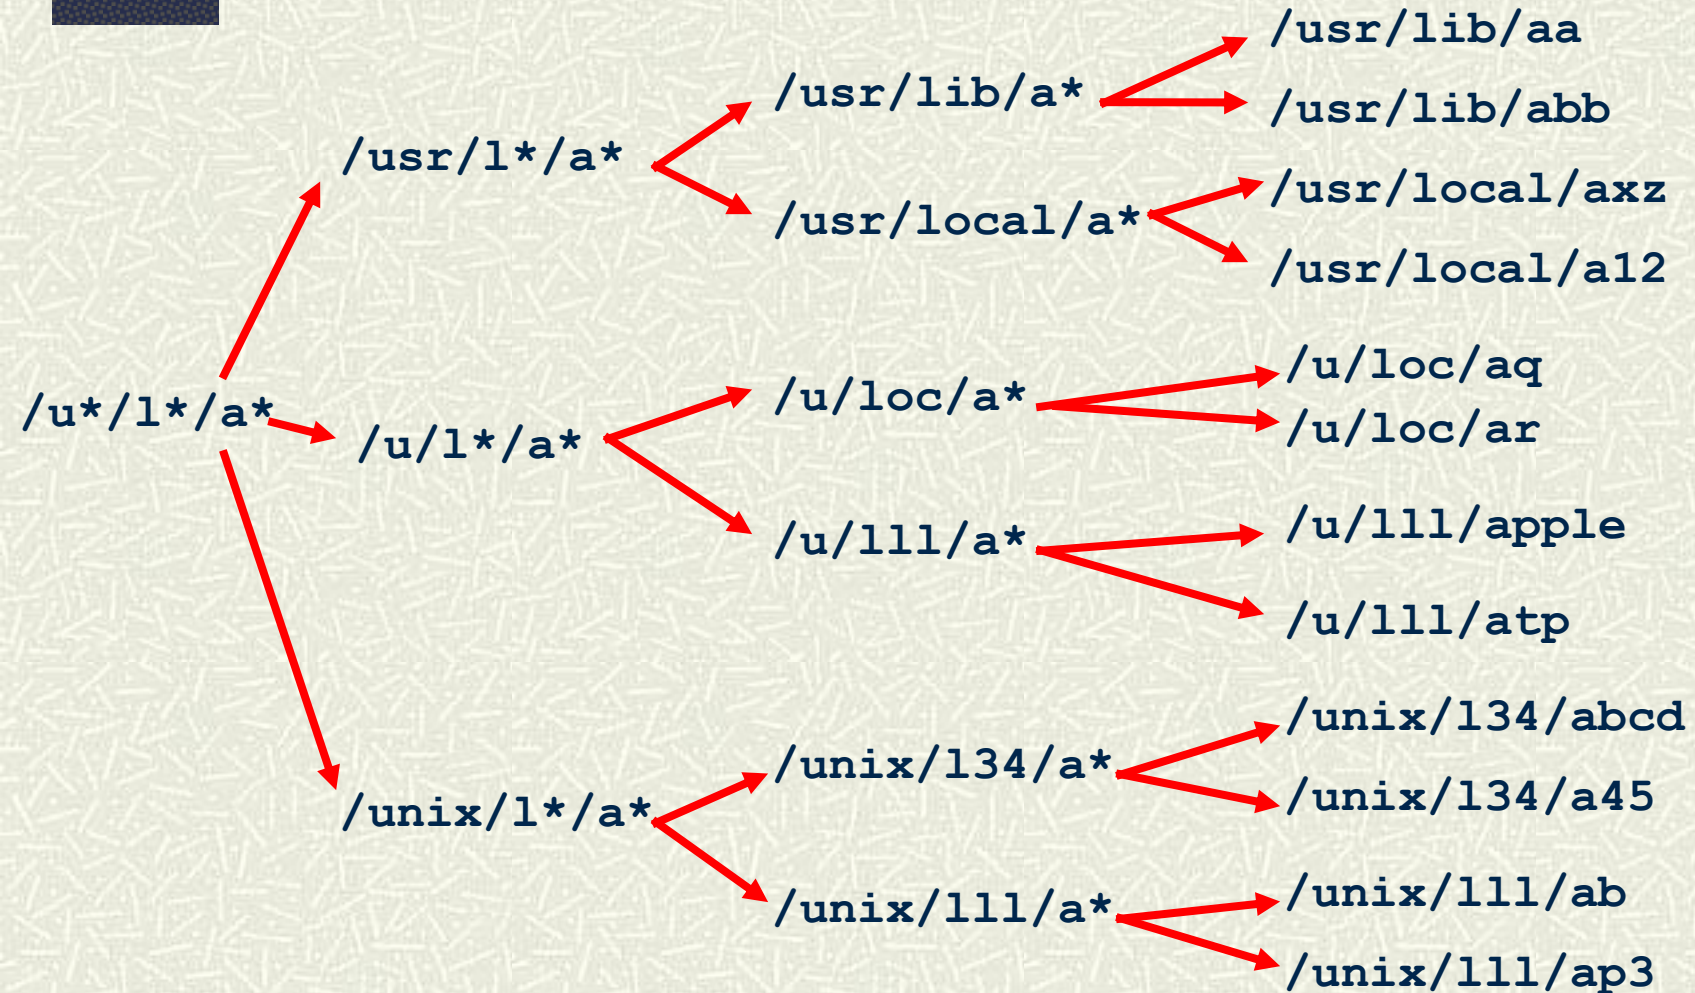 /u*/l*/a*
/usr/l*/a*
/u/l*/a*
/unix/l*/a*
/usr/lib/a*
/usr/local/a*
/u/loc/a*
/u/lll/a*
/unix/l34/a*
/unix/lll/a*
/usr/lib/aa
/usr/lib/abb
/usr/local/axz
/usr/local/a12
/u/loc/aq
/u/loc/ar
/u/lll/apple
/u/lll/atp
/unix/l34/abcd
/unix/l34/a45
/unix/lll/ab
/unix/lll/ap3